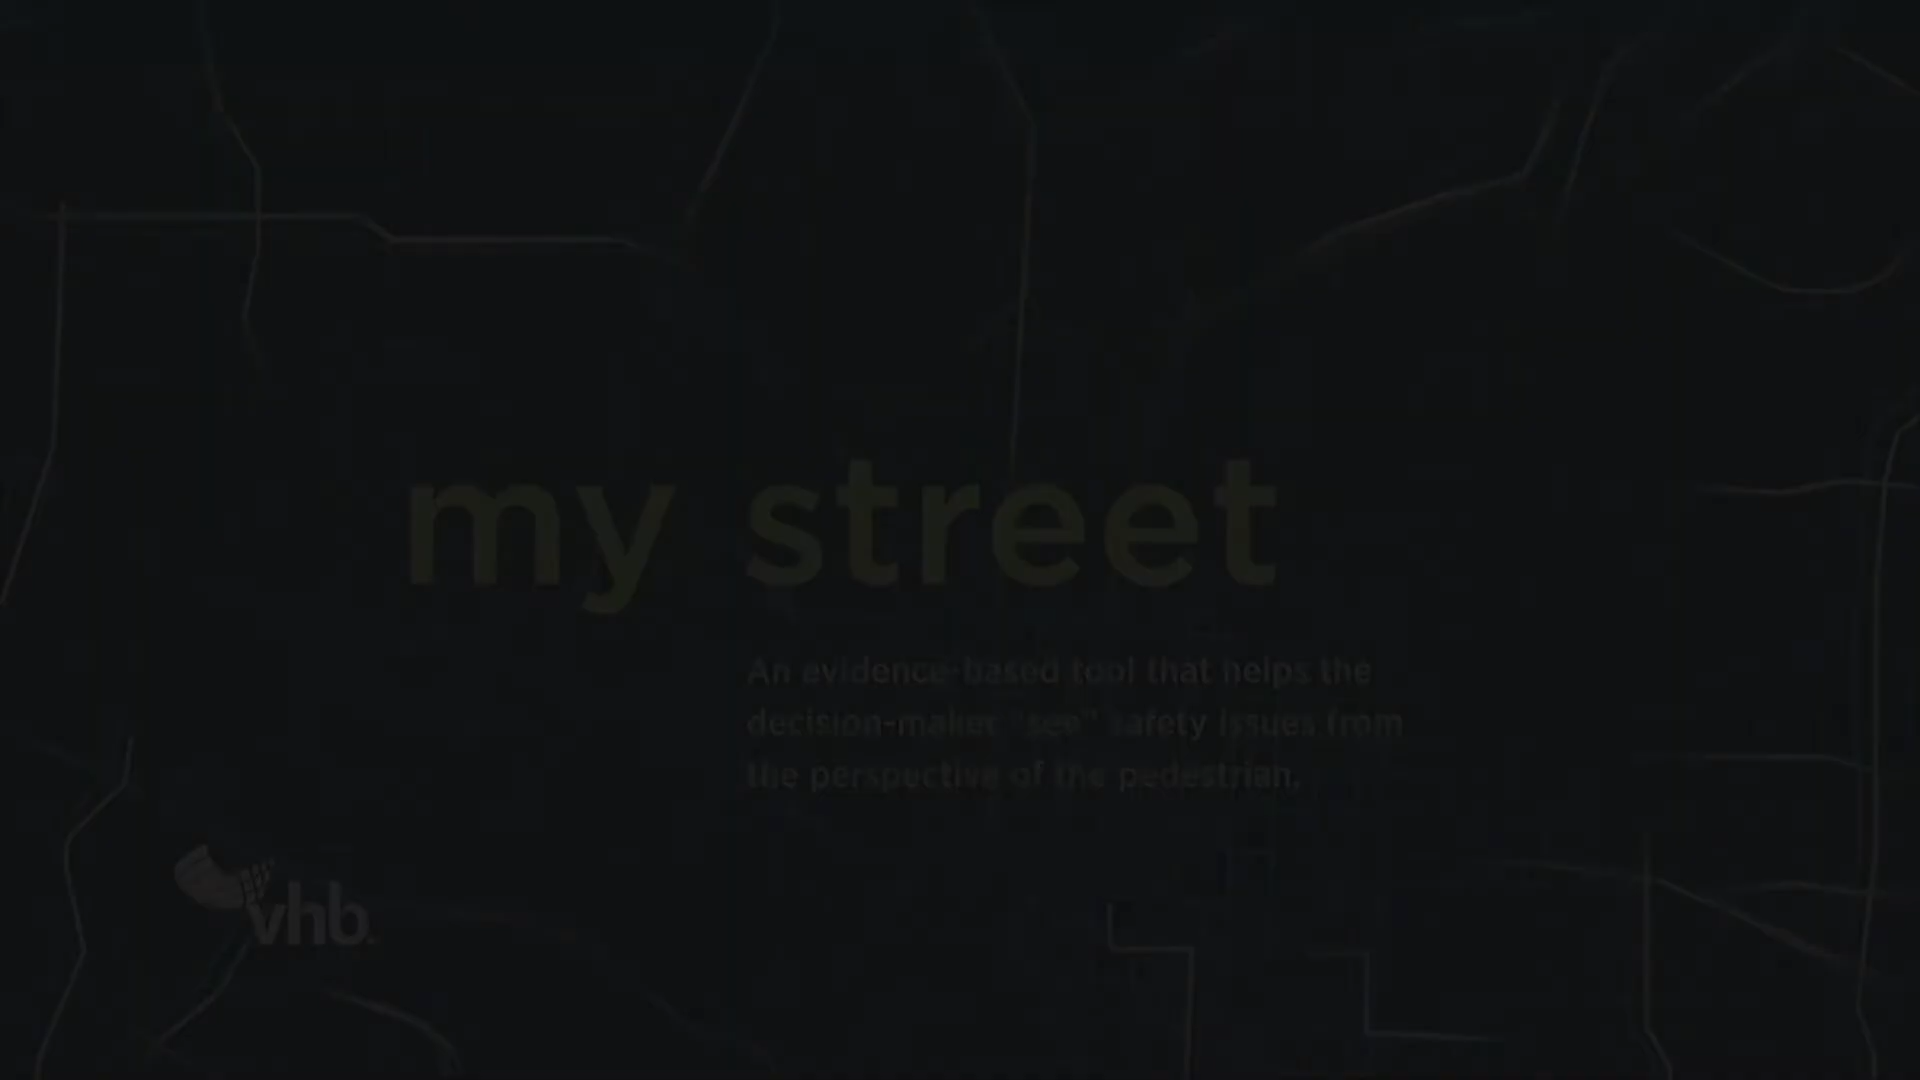 my street
An evidence-based tool that helps the
decision-maker "see" safety issues from
the perspective of the pedestrian.
vhb.